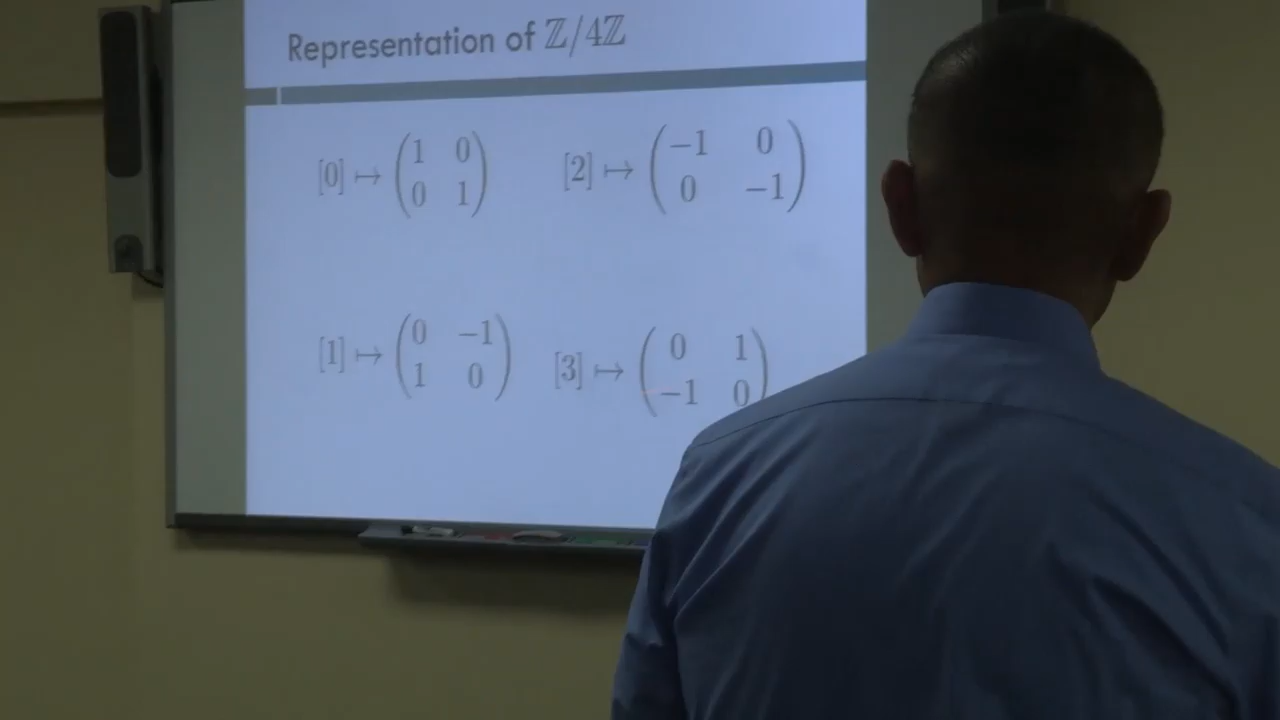 Representation of ℤ/4ℤ
[0] ↦ (1 0
0 1)
[2] ↦ (−1 0
0 −1)
[1] ↦ (0 −1
1 0)
[3] ↦ (0 1
−1 0)